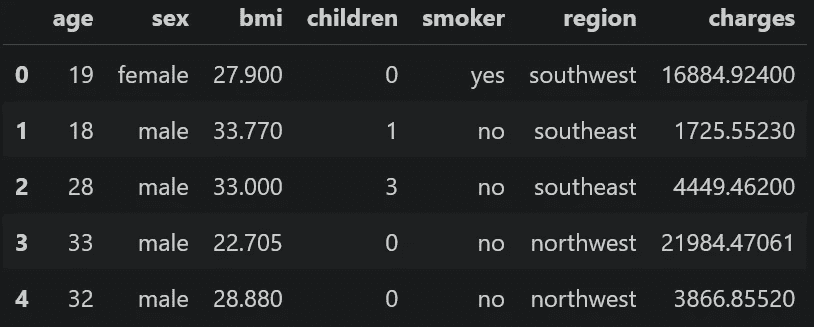 age sex bmi children smoker region charges
0 19 female 27.900 0 yes southwest 16884.92400
1 18 male 33.770 1 no southeast 1725.55230
2 28 male 33.000 3 no southeast 4449.46200
3 33 male 22.705 0 no northwest 21984.47061
4 32 male 28.880 0 no northwest 3866.85520